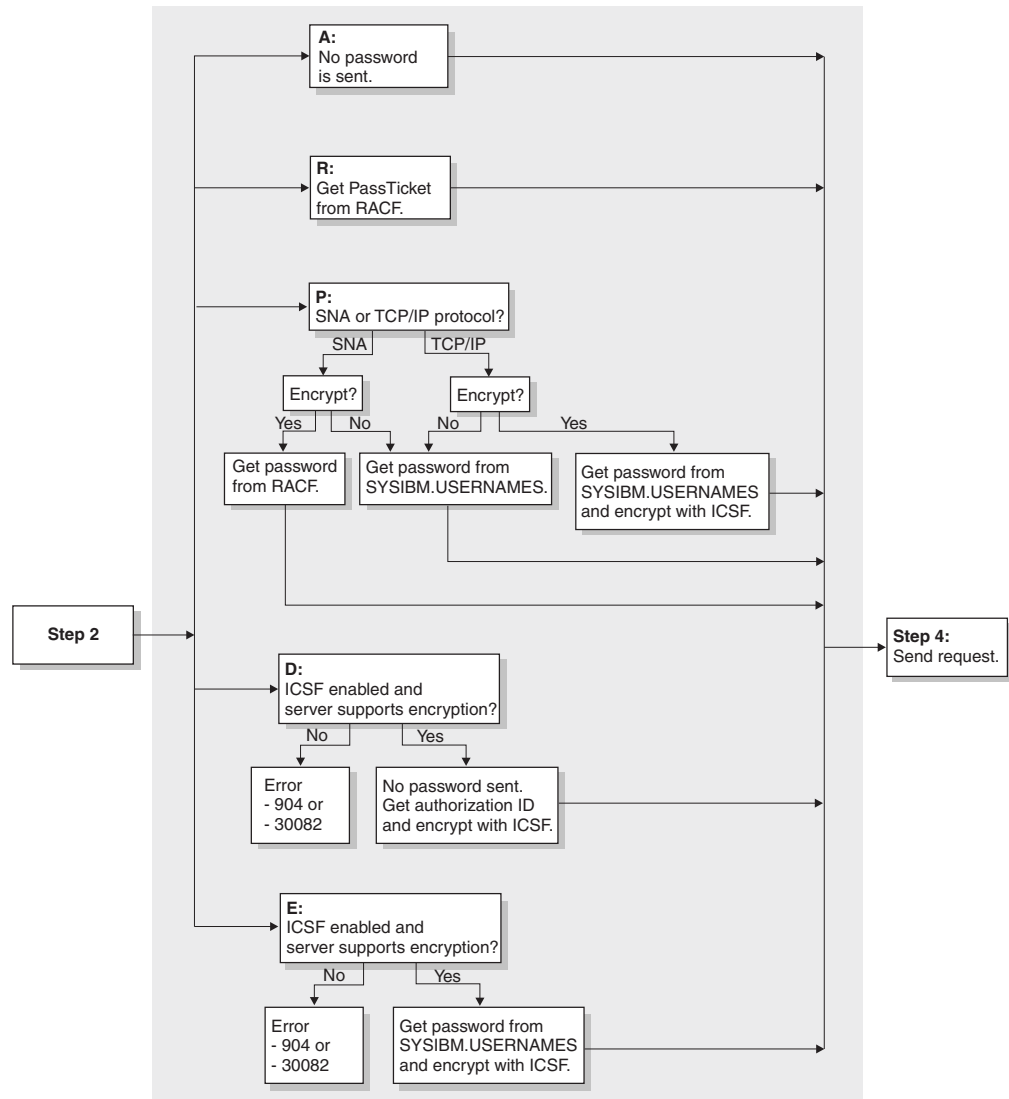 A:
No password
is sent.
R:
Get PassTicket
from RACF.
P:
SNA or TCP/IP protocol?
SNA
TCP/IP
Encrypt?
Encrypt?
Yes
No
No
Yes
Get password
from RACF.
Get password from
SYSIBM.USERNAMES.
Get password from
SYSIBM.USERNAMES
and encrypt with ICSF.
Step 2
Step 4:
Send request.
D:
ICSF enabled and
server supports encryption?
No
Yes
Error
- 904 or
- 30082
No password sent.
Get authorization ID
and encrypt with ICSF.
E:
ICSF enabled and
server supports encryption?
No
Yes
Error
- 904 or
- 30082
Get password from
SYSIBM.USERNAMES
and encrypt with ICSF.